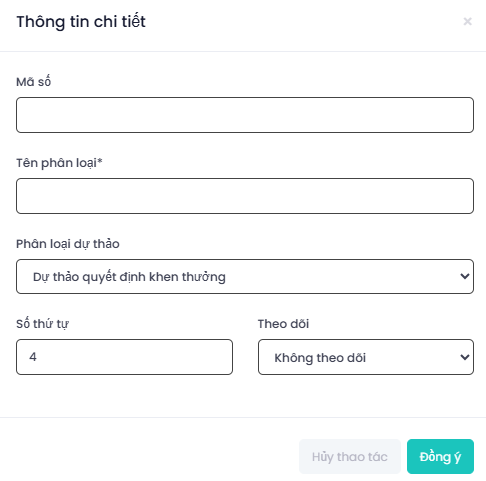 Thông tin chi tiết ×
Mã số
Tên phân loại*
Phân loại dự thảo
Dự thảo quyết định khen thưởng
Số thứ tự Theo dõi
4 Không theo dõi
Hủy thao tác Đồng ý